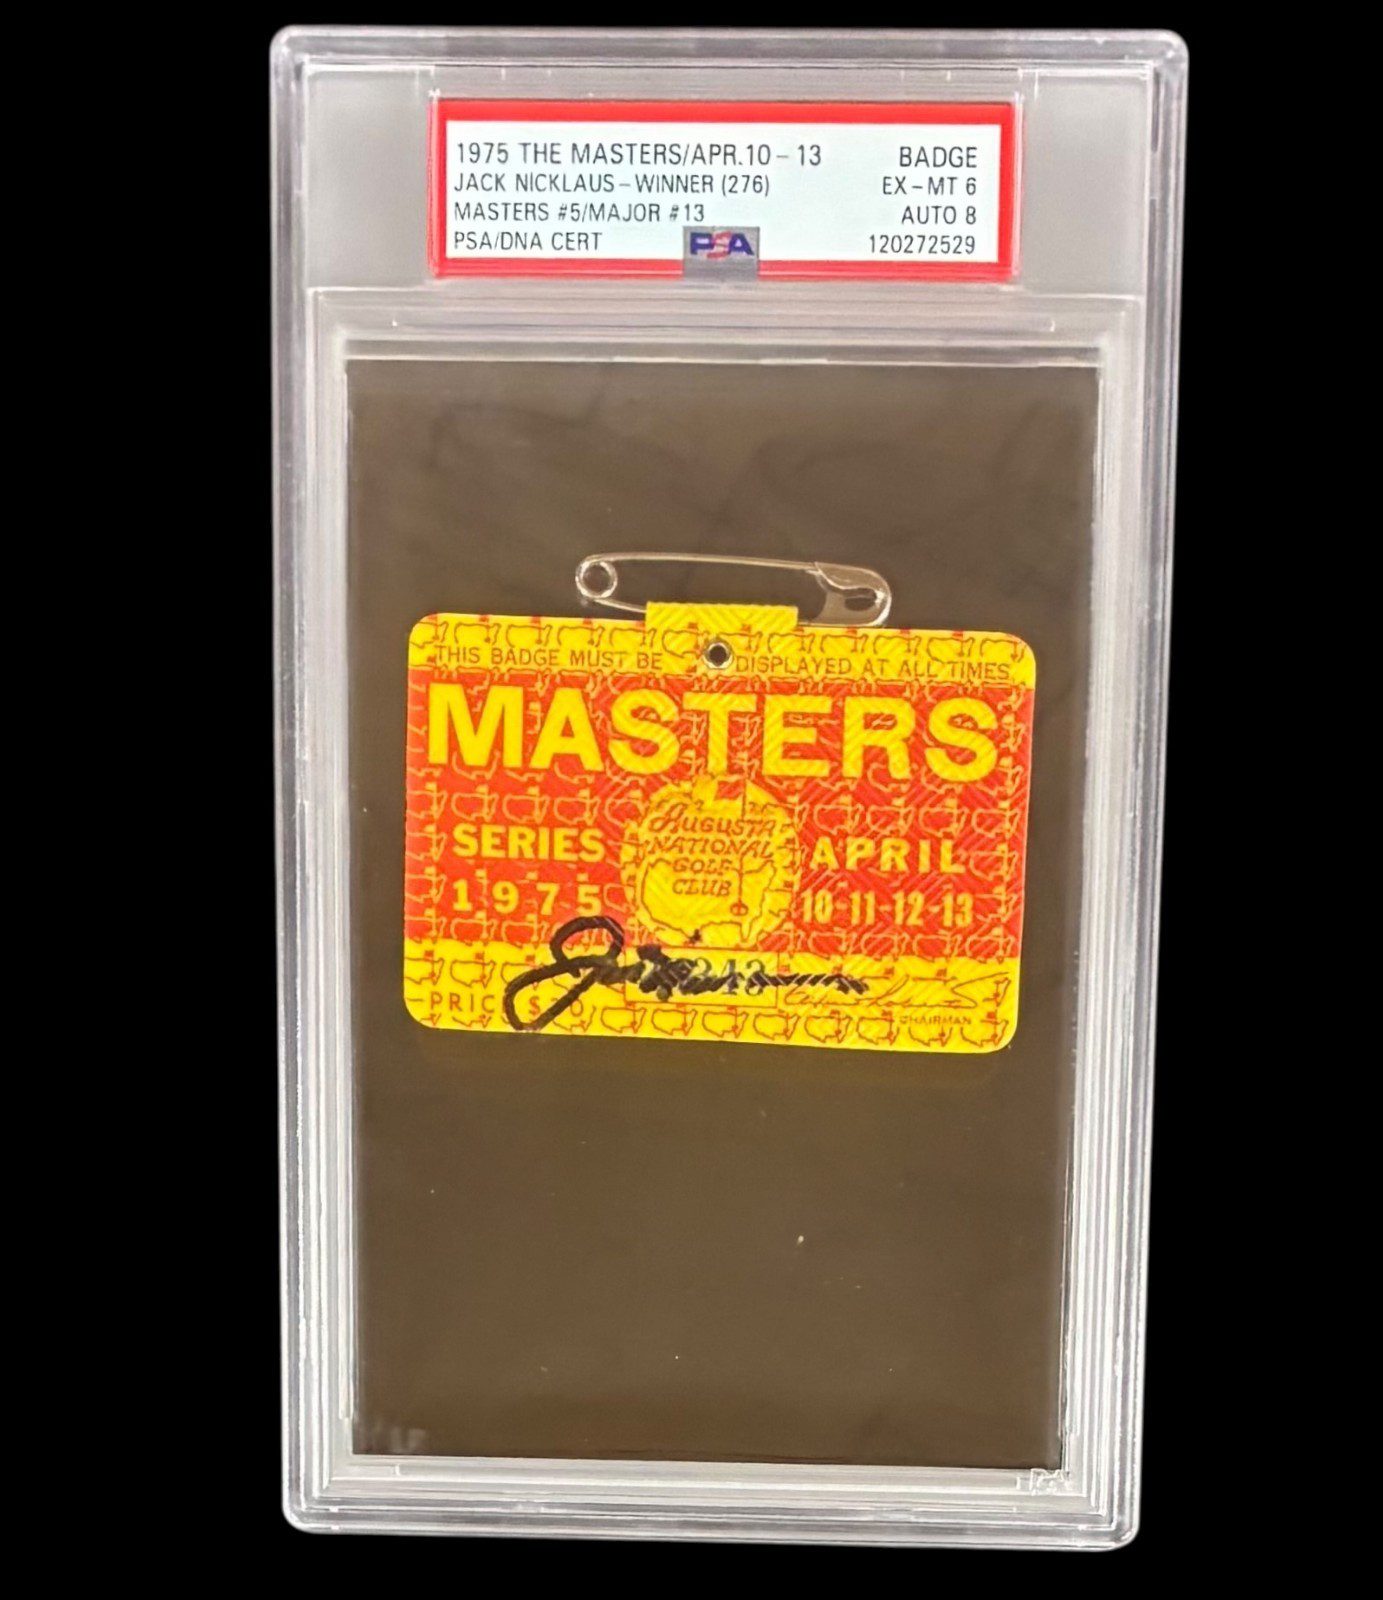 1975 THE MASTERS/APR.10-13 BADGE
JACK NICKLAUS-WINNER (276) EX-MT 6
MASTERS #5/MAJOR #13 AUTO 8
PSA/DNA CERT PSA 120272529
THIS BADGE MUST BE DISPLAYED AT ALL TIMES
MASTERS
SERIES
1975
AUGUSTA
NATIONAL
GOLF
CLUB
APRIL
10-11-12-13
CHAIRMAN